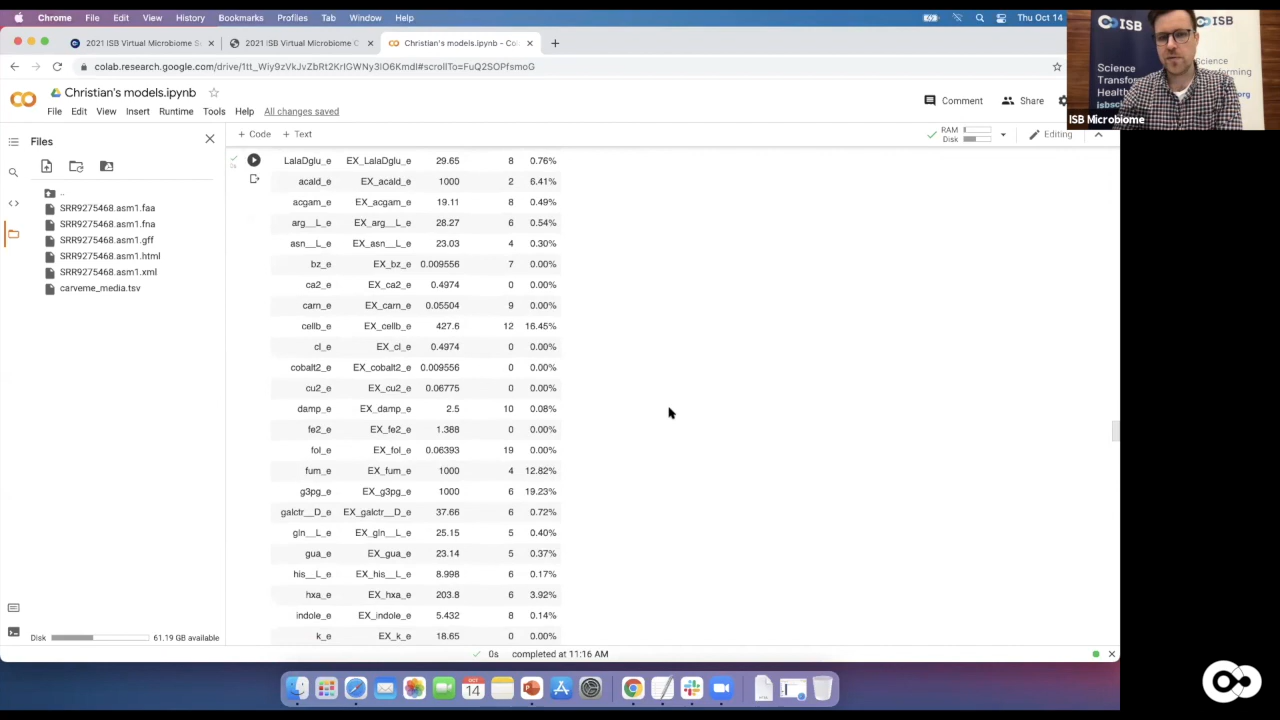 Chrome File Edit View History Bookmarks Profiles Tab Window Help Thu Oct 14
2021 ISB Virtual Microbiome S
2021 ISB Virtual Microbiome C
Christian's models.ipynb - Col
colab.research.google.com/drive/1tt_Wiy9zVkJvZbRt2KrIGWNy3iO6Kmdl#scrollTo=FuQ2SOPfsmoG
Christian's models.ipynb
File Edit View Insert Runtime Tools Help All changes saved
Comment Share
Files
+ Code + Text
RAM
Disk
Editing
..
SRR9275468.asm1.faa
SRR9275468.asm1.fna
SRR9275468.asm1.gff
SRR9275468.asm1.html
SRR9275468.asm1.xml
carveme_media.tsv
LalaDglu_e EX_LalaDglu_e 29.65 8 0.76%
acald_e EX_acald_e 1000 2 6.41%
acgam_e EX_acgam_e 19.11 8 0.49%
arg__L_e EX_arg__L_e 28.27 6 0.54%
asn__L_e EX_asn__L_e 23.03 4 0.30%
bz_e EX_bz_e 0.009556 7 0.00%
ca2_e EX_ca2_e 0.4974 0 0.00%
carn_e EX_carn_e 0.05504 9 0.00%
cellb_e EX_cellb_e 427.6 12 16.45%
cl_e EX_cl_e 0.4974 0 0.00%
cobalt2_e EX_cobalt2_e 0.009556 0 0.00%
cu2_e EX_cu2_e 0.06775 0 0.00%
damp_e EX_damp_e 2.5 10 0.08%
fe2_e EX_fe2_e 1.388 0 0.00%
fol_e EX_fol_e 0.06393 19 0.00%
fum_e EX_fum_e 1000 4 12.82%
g3pg_e EX_g3pg_e 1000 6 19.23%
galctr__D_e EX_galctr__D_e 37.66 6 0.72%
gln__L_e EX_gln__L_e 25.15 5 0.40%
gua_e EX_gua_e 23.14 5 0.37%
his__L_e EX_his__L_e 8.998 6 0.17%
hxa_e EX_hxa_e 203.8 6 3.92%
indole_e EX_indole_e 5.432 8 0.14%
k_e EX_k_e 18.65 0 0.00%
Disk 61.19 GB available
0s completed at 11:16 AM
OCT
14
ISB
ISB
Science
Transfor
Health
Science
ISB Microbiome